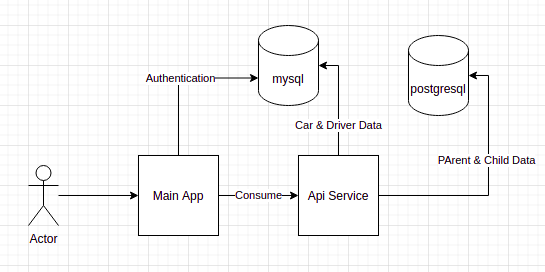 mysql
postgresql
Authentication
Car & Driver Data
PArent & Child Data
Main App
Consume
Api Service
Actor